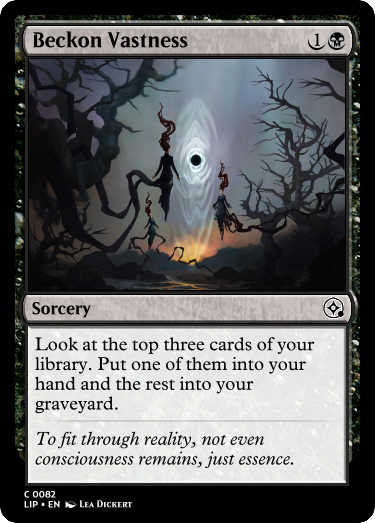 Beckon Vastness 1
Sorcery
Look at the top three cards of your
library. Put one of them into your
hand and the rest into your
graveyard.
To fit through reality, not even
consciousness remains, just essence.
C 0082
LIP • EN Lea Dickert